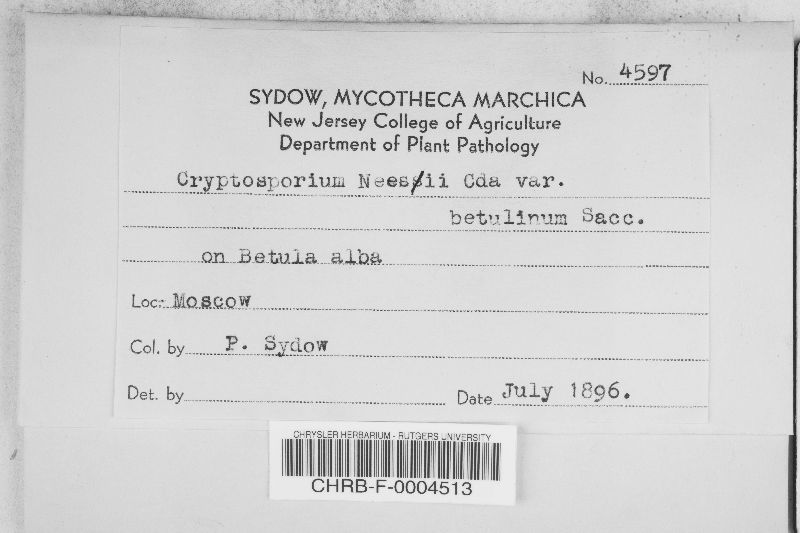 No. 4597
SYDOW, MYCOTHECA MARCHICA
New Jersey College of Agriculture
Department of Plant Pathology
Cryptosporium Nees/ii Cda var.
betulinum Sacc.
on Betula alba
Loc: Moscow
Col. by P. Sydow
Det. by
Date July 1896.
CHRYSLER HERBARIUM - RUTGERS UNIVERSITY
CHRB-F-0004513